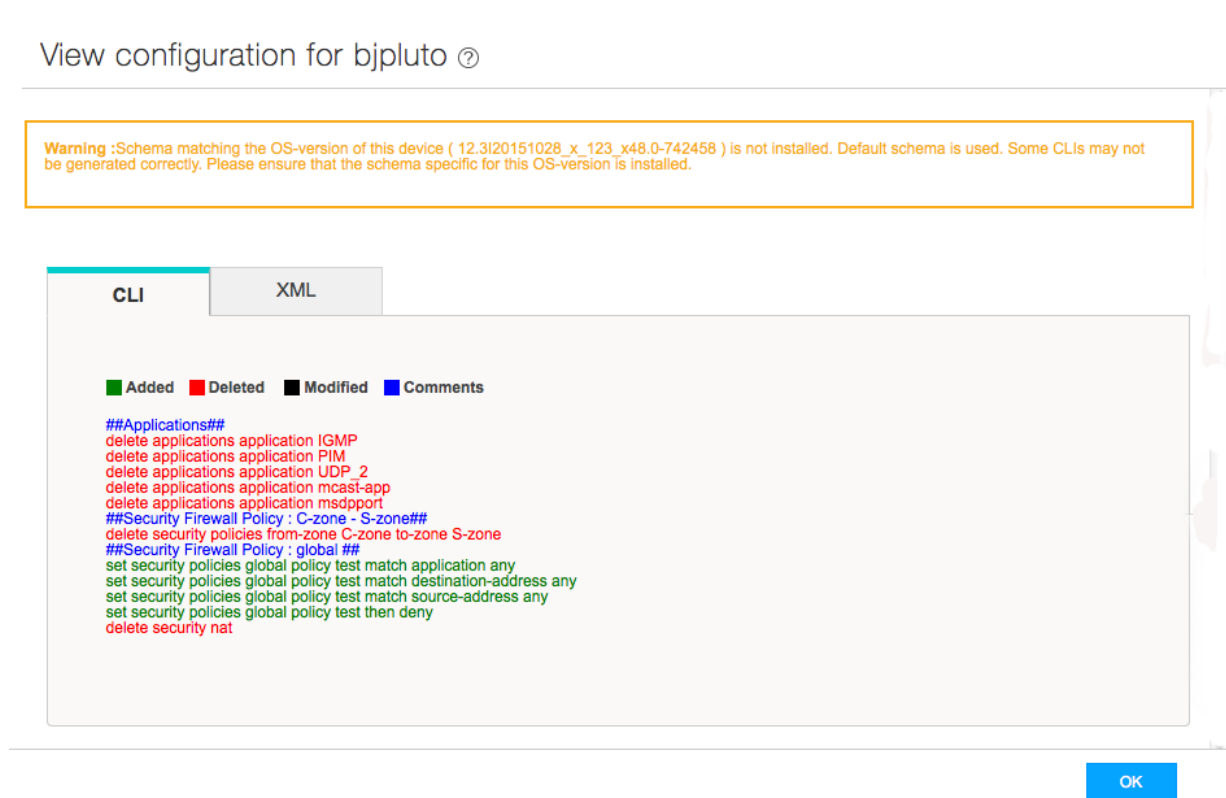 View configuration for bjpluto ?
Warning :Schema matching the OS-version of this device ( 12.3I20151028_x_123_x48.0-742458 ) is not installed. Default schema is used. Some CLIs may not
be generated correctly. Please ensure that the schema specific for this OS-version is installed.
CLI XML
Added Deleted Modified Comments
##Applications##
delete applications application IGMP
delete applications application PIM
delete applications application UDP_2
delete applications application mcast-app
delete applications application msdpport
##Security Firewall Policy : C-zone - S-zone##
delete security policies from-zone C-zone to-zone S-zone
##Security Firewall Policy : global ##
set security policies global policy test match application any
set security policies global policy test match destination-address any
set security policies global policy test match source-address any
set security policies global policy test then deny
delete security nat
OK